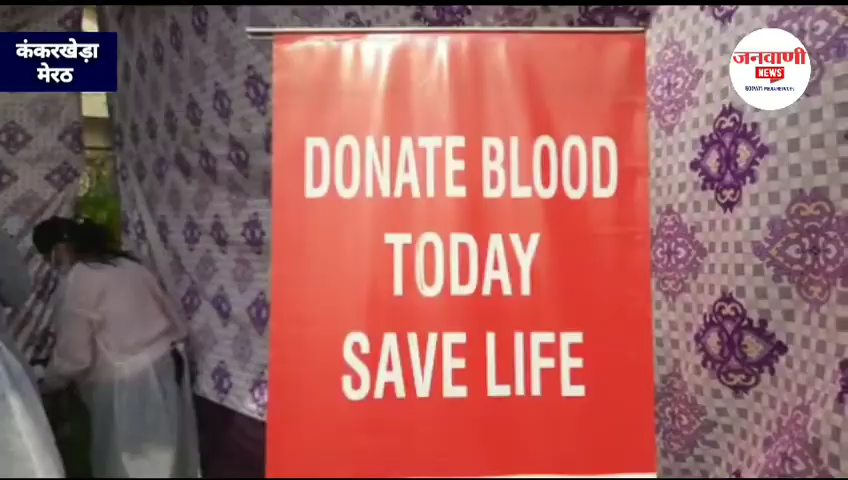 कंकरखेड़ा
मेरठ
जनवाणी
NEWS
DONATE BLOOD
TODAY
SAVE LIFE